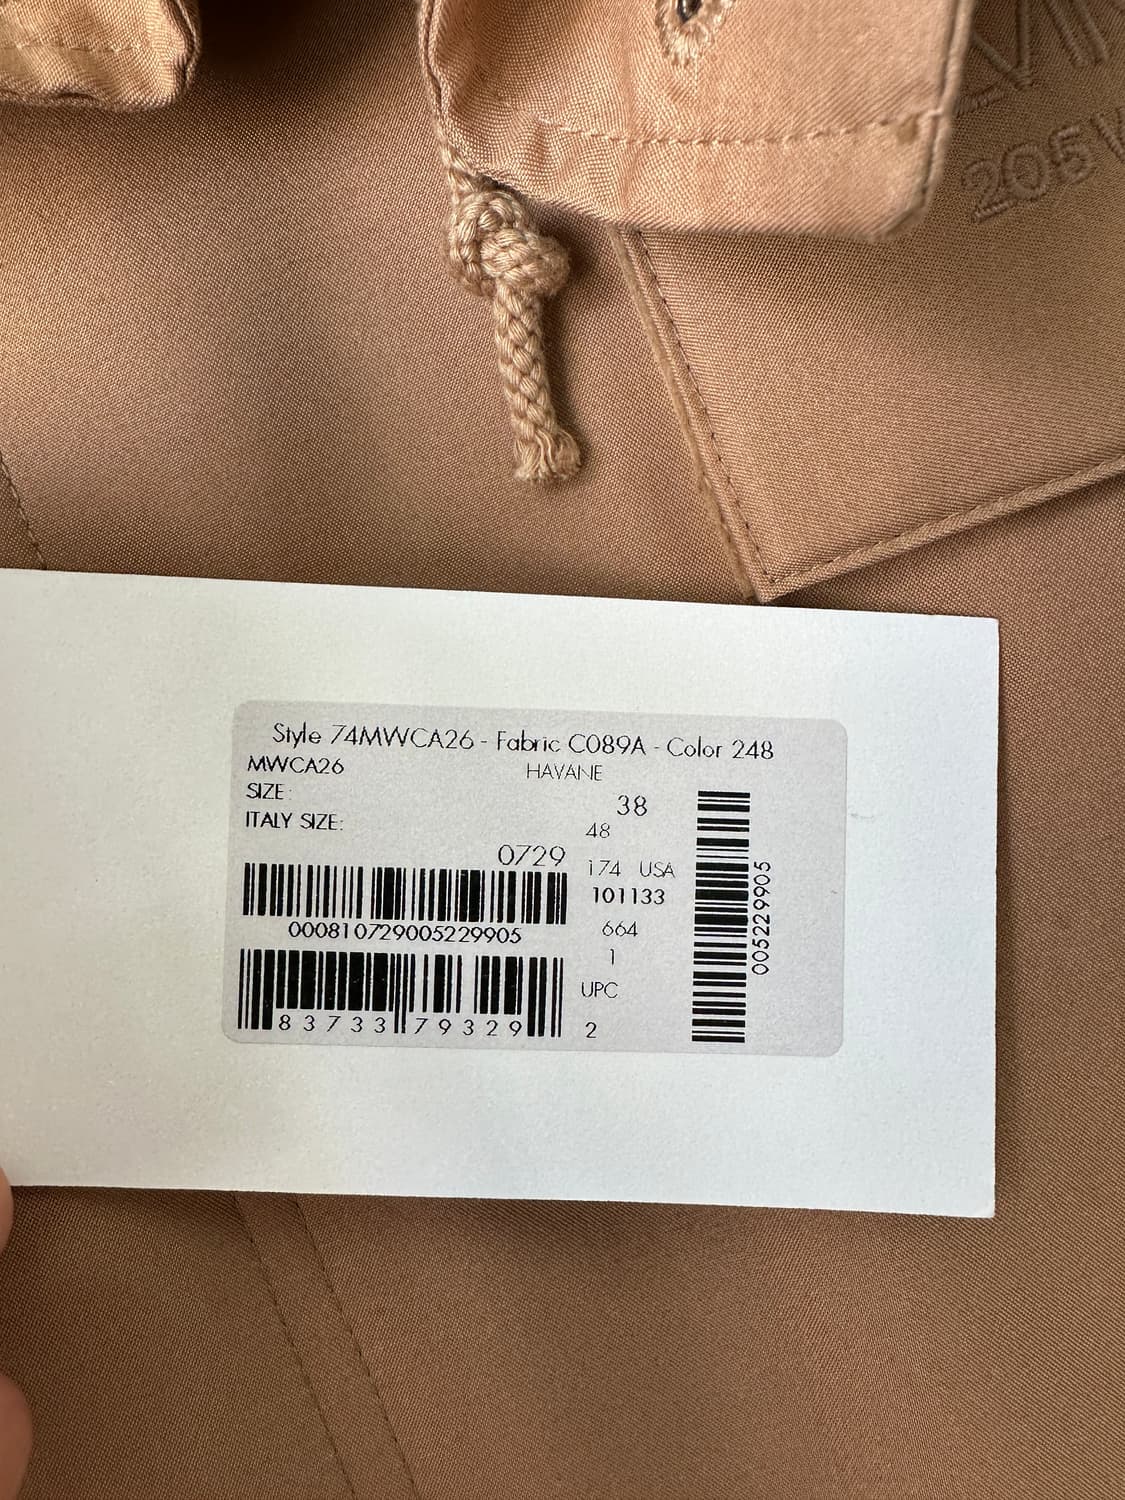 205
Style 74MWCA26 - Fabric C089A - Color 248
MWCA26 HAVANE
SIZE: 38
ITALY SIZE: 48
0729 174 USA
101133
000810729005229905 664
1
UPC
83733 79329 2
005229905